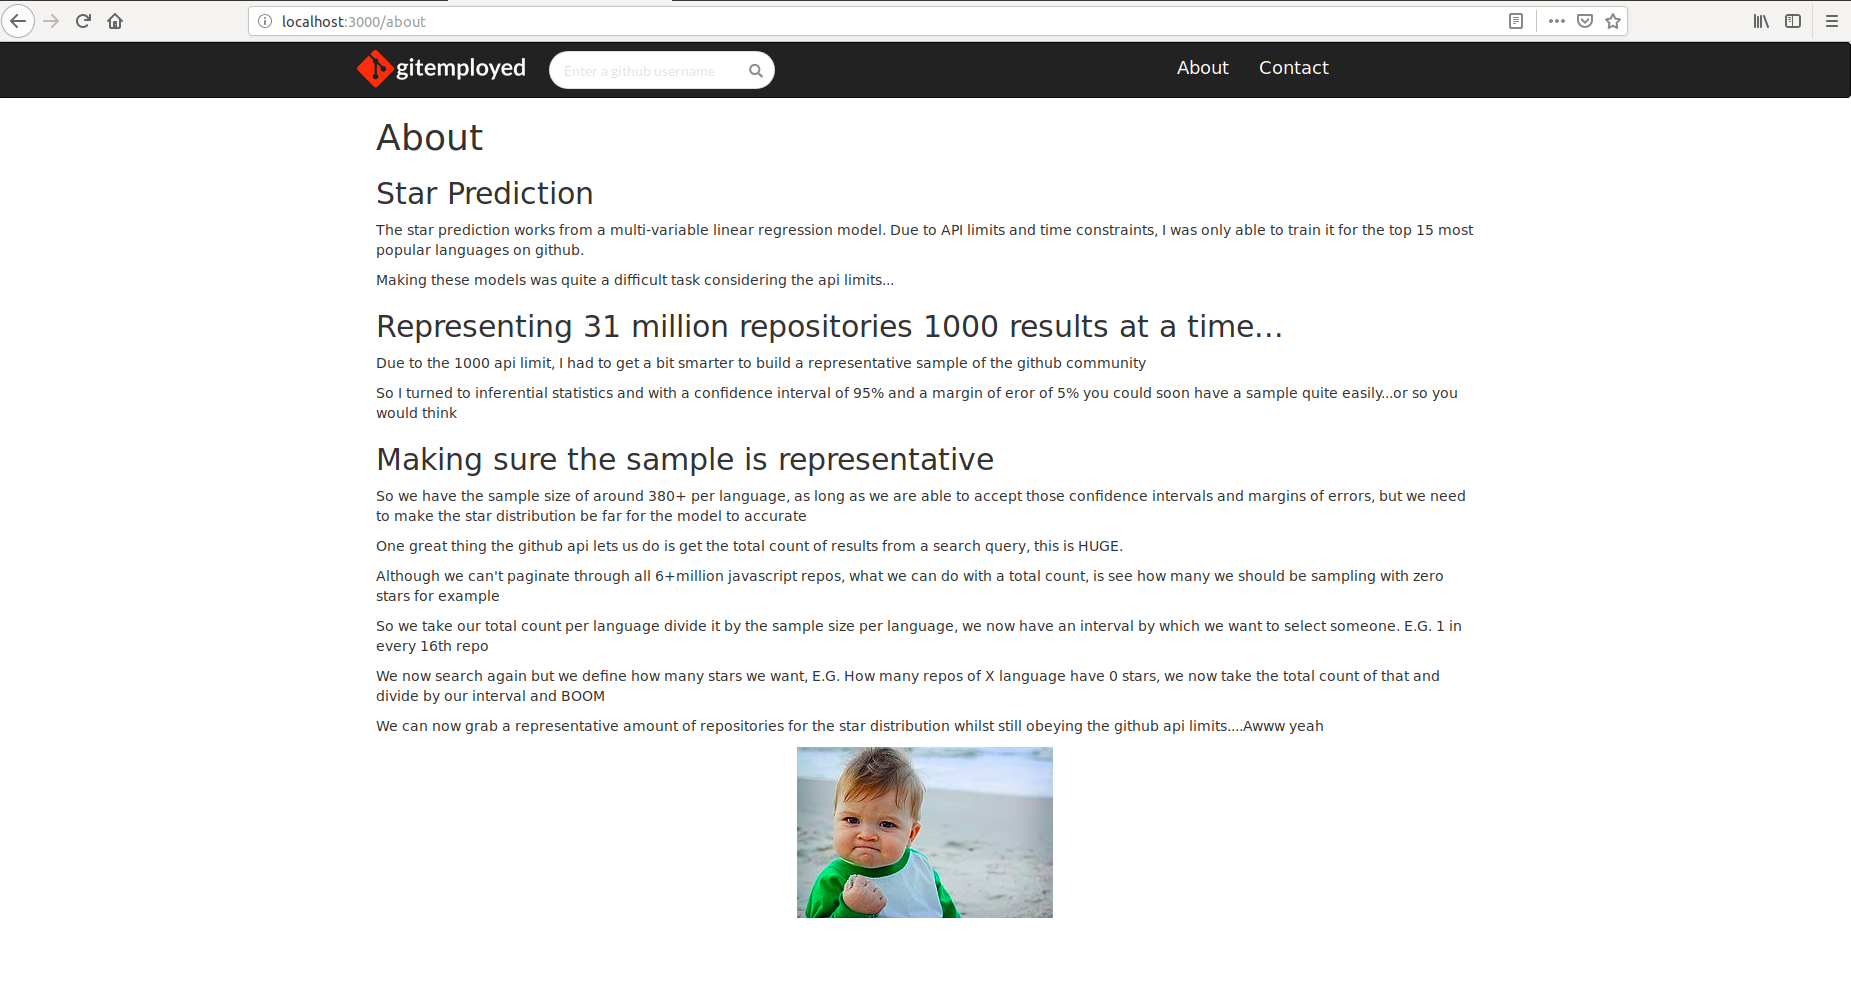 localhost:3000/about
gitemployed
Enter a github username
About
Contact
About
Star Prediction
The star prediction works from a multi-variable linear regression model. Due to API limits and time constraints, I was only able to train it for the top 15 most
popular languages on github.
Making these models was quite a difficult task considering the api limits...
Representing 31 million repositories 1000 results at a time...
Due to the 1000 api limit, I had to get a bit smarter to build a representative sample of the github community
So I turned to inferential statistics and with a confidence interval of 95% and a margin of eror of 5% you could soon have a sample quite easily...or so you
would think
Making sure the sample is representative
So we have the sample size of around 380+ per language, as long as we are able to accept those confidence intervals and margins of errors, but we need
to make the star distribution be far for the model to accurate
One great thing the github api lets us do is get the total count of results from a search query, this is HUGE.
Although we can't paginate through all 6+million javascript repos, what we can do with a total count, is see how many we should be sampling with zero
stars for example
So we take our total count per language divide it by the sample size per language, we now have an interval by which we want to select someone. E.G. 1 in
every 16th repo
We now search again but we define how many stars we want, E.G. How many repos of X language have 0 stars, we now take the total count of that and
divide by our interval and BOOM
We can now grab a representative amount of repositories for the star distribution whilst still obeying the github api limits....Awww yeah